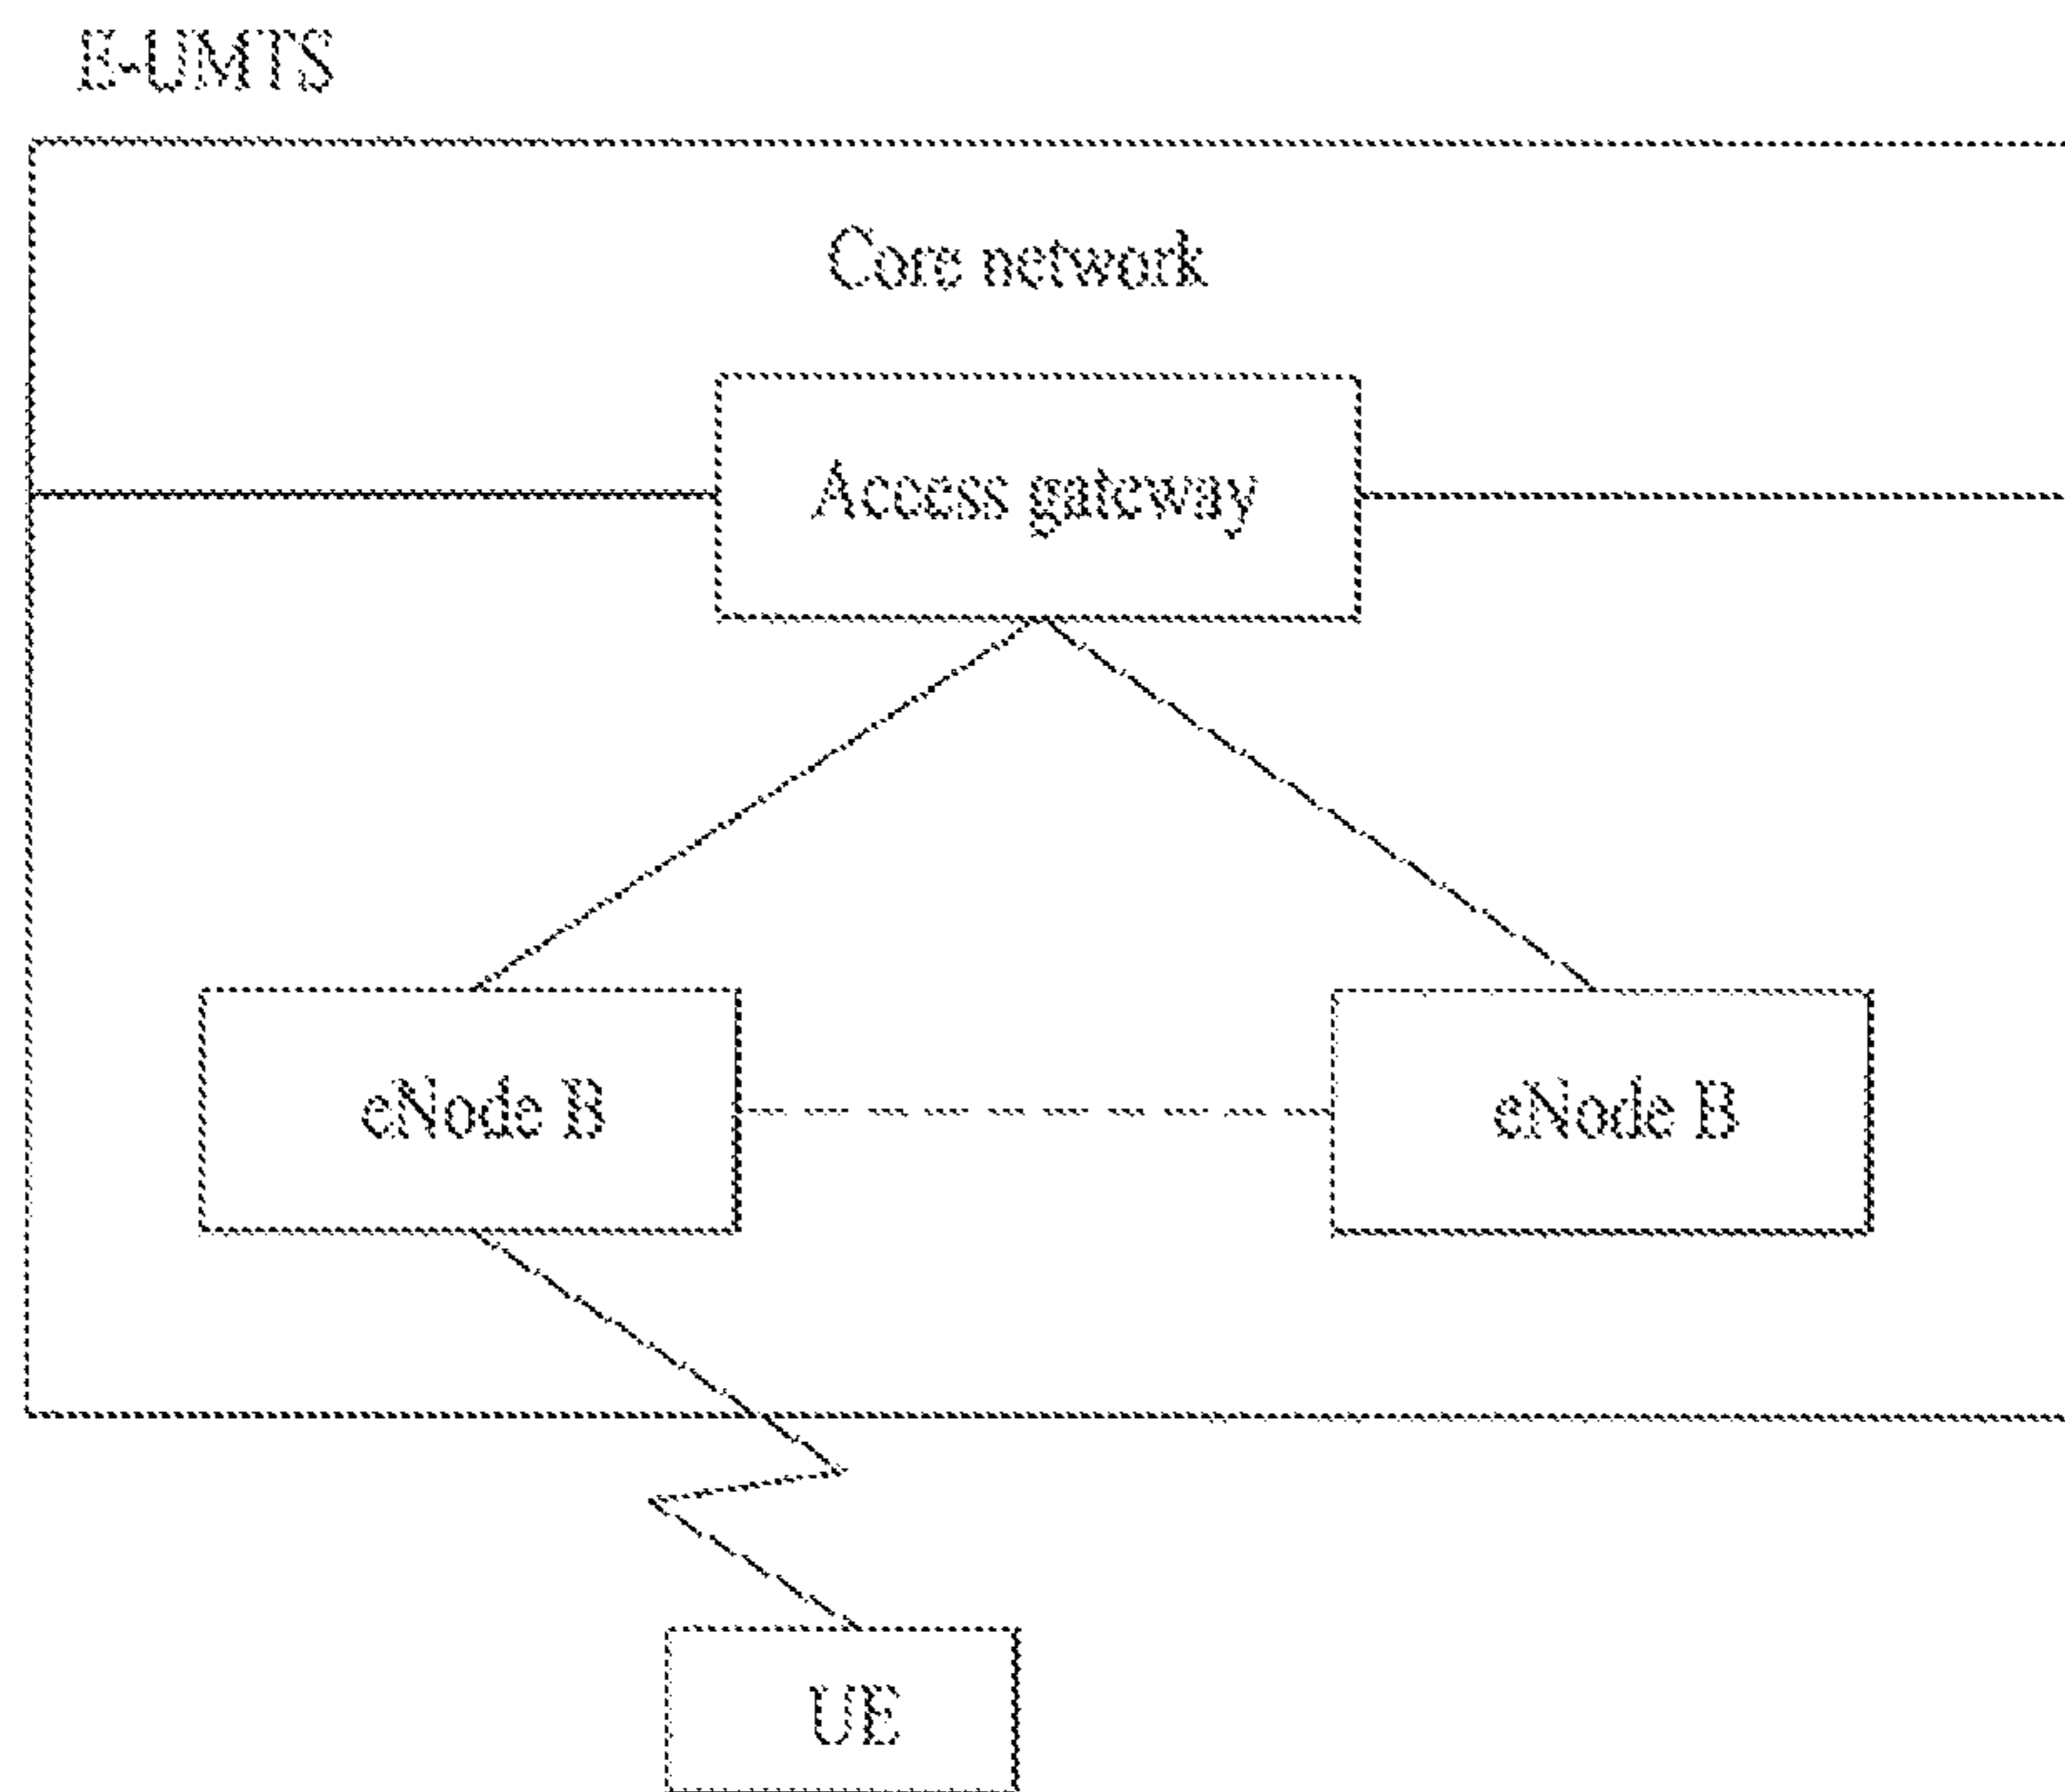 E-UMTS
Core network
Access gateway
eNode B
eNode B
UE